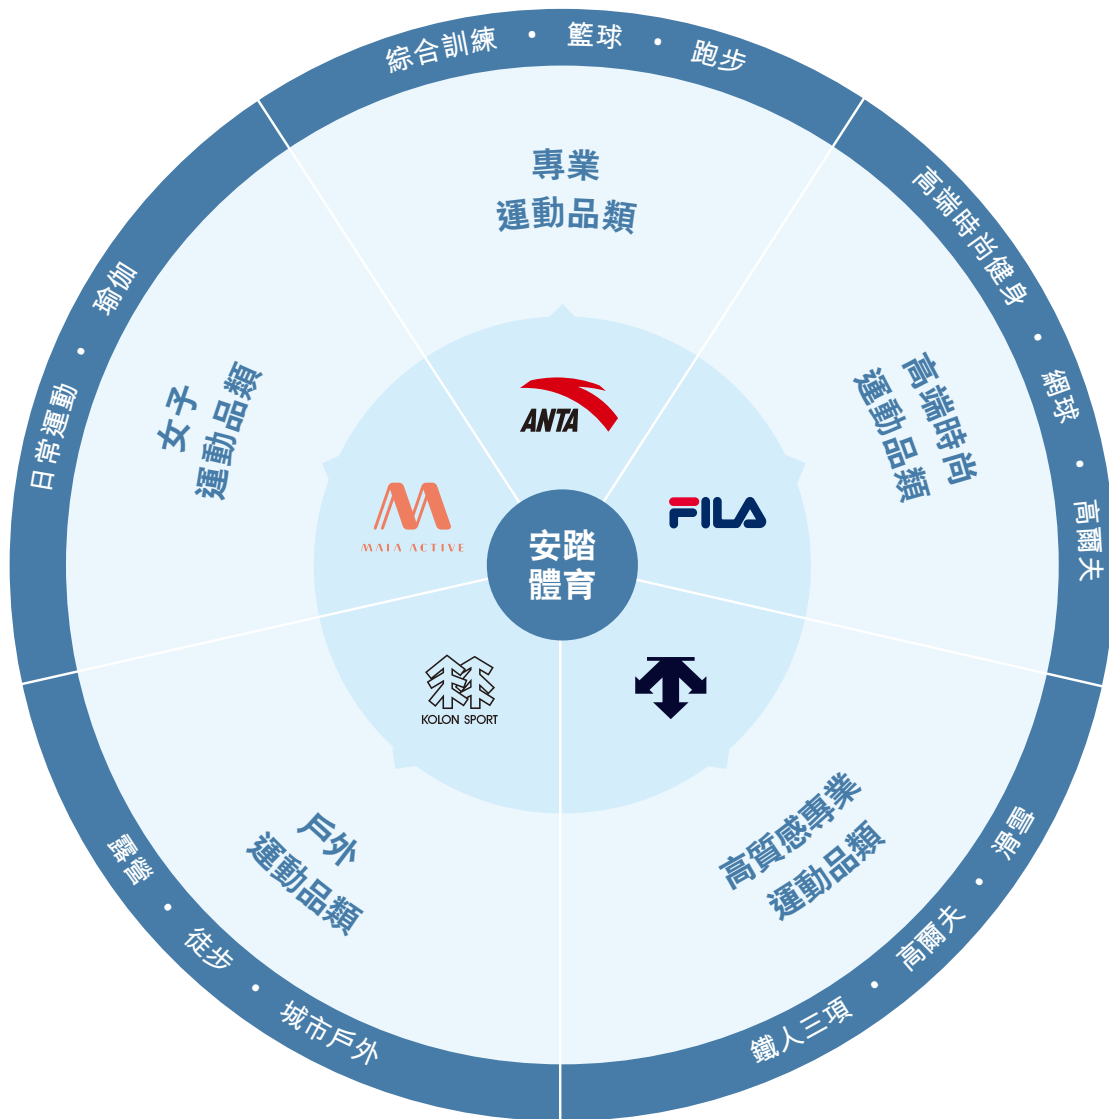 綜合訓練 • 籃球 • 跑步
專業
運動品類
高端時尚健身 • 網球 • 高爾夫
高端時尚
運動品類
滑雪 • 高爾夫 • 鐵人三項
高質感專業
運動品類
露營 • 徒步 • 城市戶外
戶外
運動品類
日常運動 • 瑜伽
女子
運動品類
ANTA
FILA
KOLON SPORT
MAIA ACTIVE
安踏
體育